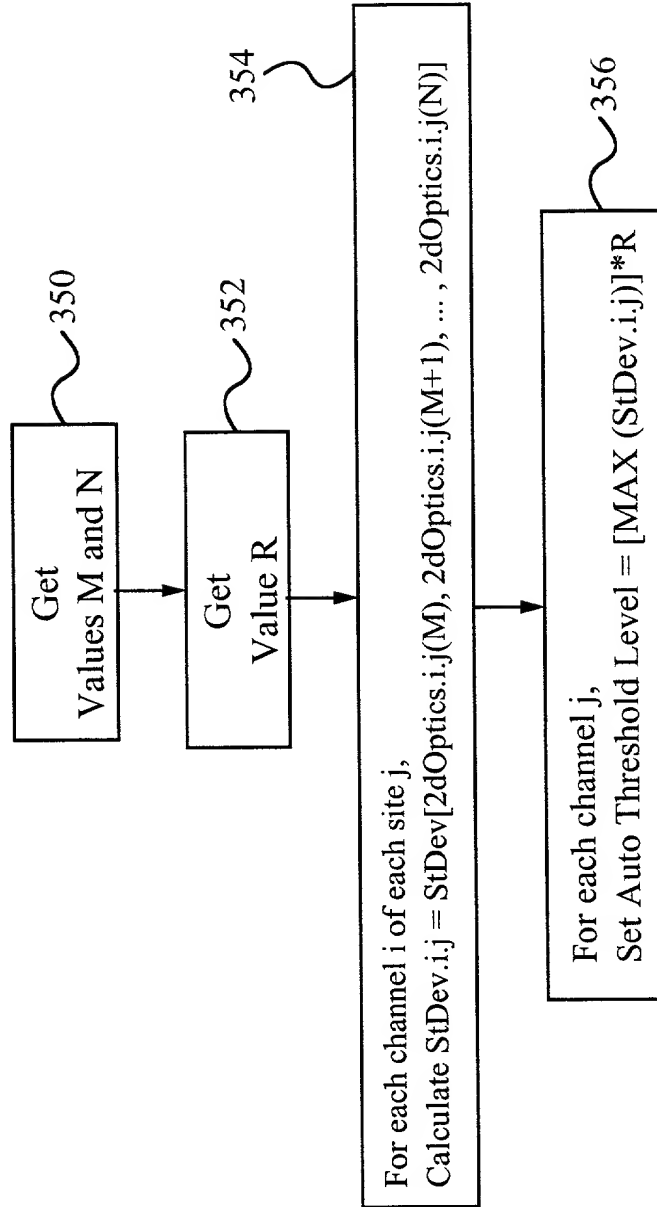 Get
Values M and N
350
Get
Value R
352
For each channel i of each site j,
Calculate StDev.i.j = StDev[2dOptics.i.j(M), 2dOptics.i.j(M+1), ... , 2dOptics.i.j(N)]
354
For each channel j,
Set Auto Threshold Level = [MAX (StDev.i.j)]*R
356